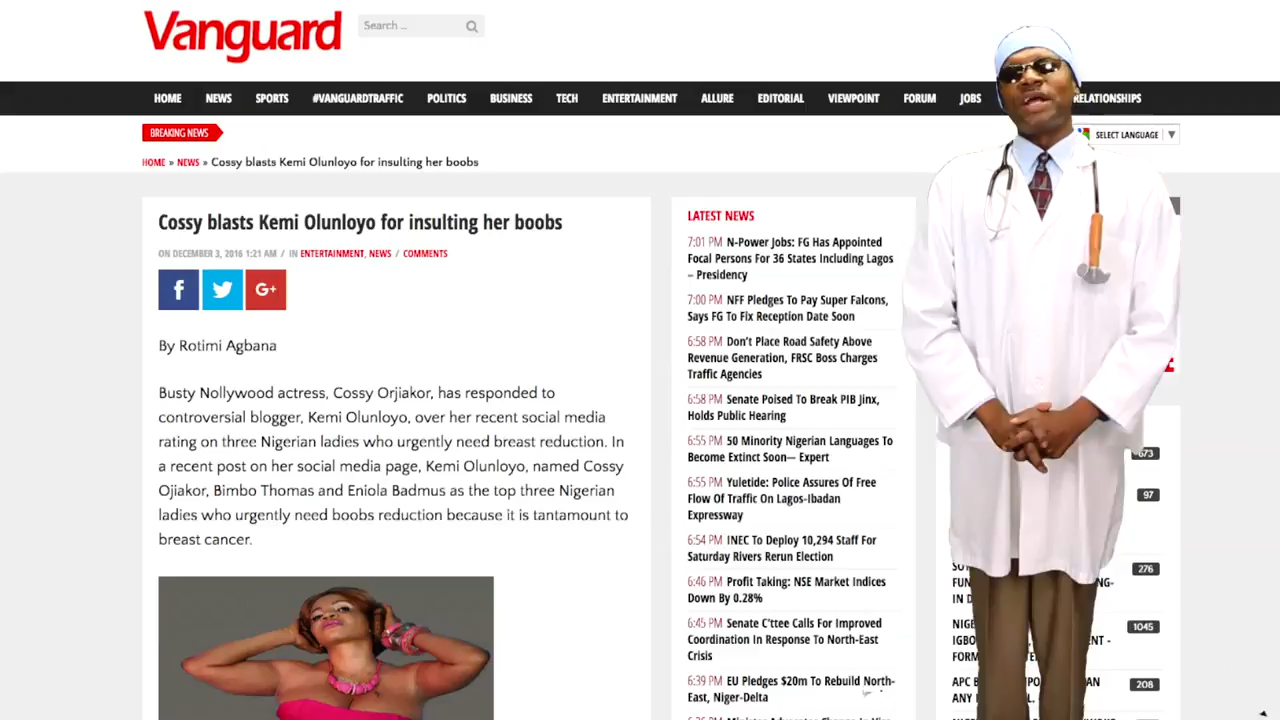 Vanguard
Search ...
HOME
NEWS
SPORTS
#VANGUARDTRAFFIC
POLITICS
BUSINESS
TECH
ENTERTAINMENT
ALLURE
EDITORIAL
VIEWPOINT
FORUM
JOBS
RELATIONSHIPS
BREAKING NEWS
SELECT LANGUAGE
HOME » NEWS » Cossy blasts Kemi Olunloyo for insulting her boobs
Cossy blasts Kemi Olunloyo for insulting her boobs
ON DECEMBER 3, 2016 1:21 AM / IN ENTERTAINMENT, NEWS / COMMENTS
f
G+
By Rotimi Agbana
Busty Nollywood actress, Cossy Orjiakor, has responded to
controversial blogger, Kemi Olunloyo, over her recent social media
rating on three Nigerian ladies who urgently need breast reduction. In
a recent post on her social media page, Kemi Olunloyo, named Cossy
Ojiakor, Bimbo Thomas and Eniola Badmus as the top three Nigerian
ladies who urgently need boobs reduction because it is tantamount to
breast cancer.
LATEST NEWS
7:01 PM N-Power Jobs: FG Has Appointed
Focal Persons For 36 States Including Lagos
– Presidency
7:00 PM NFF Pledges To Pay Super Falcons,
Says FG To Fix Reception Date Soon
6:58 PM Don't Place Road Safety Above
Revenue Generation, FRSC Boss Charges
Traffic Agencies
6:58 PM Senate Poised To Break PIB Jinx,
Holds Public Hearing
6:55 PM 50 Minority Nigerian Languages To
Become Extinct Soon— Expert
6:55 PM Yuletide: Police Assures Of Free
Flow Of Traffic On Lagos-Ibadan
Expressway
6:54 PM INEC To Deploy 10,294 Staff For
Saturday Rivers Rerun Election
6:46 PM Profit Taking: NSE Market Indices
Down By 0.28%
6:45 PM Senate C'ttee Calls For Improved
Coordination In Response To North-East
Crisis
6:39 PM EU Pledges $20m To Rebuild North-
East, Niger-Delta
673
97
276
IN D
1045
IGBO
FORM
208
APC B
AN
ANY